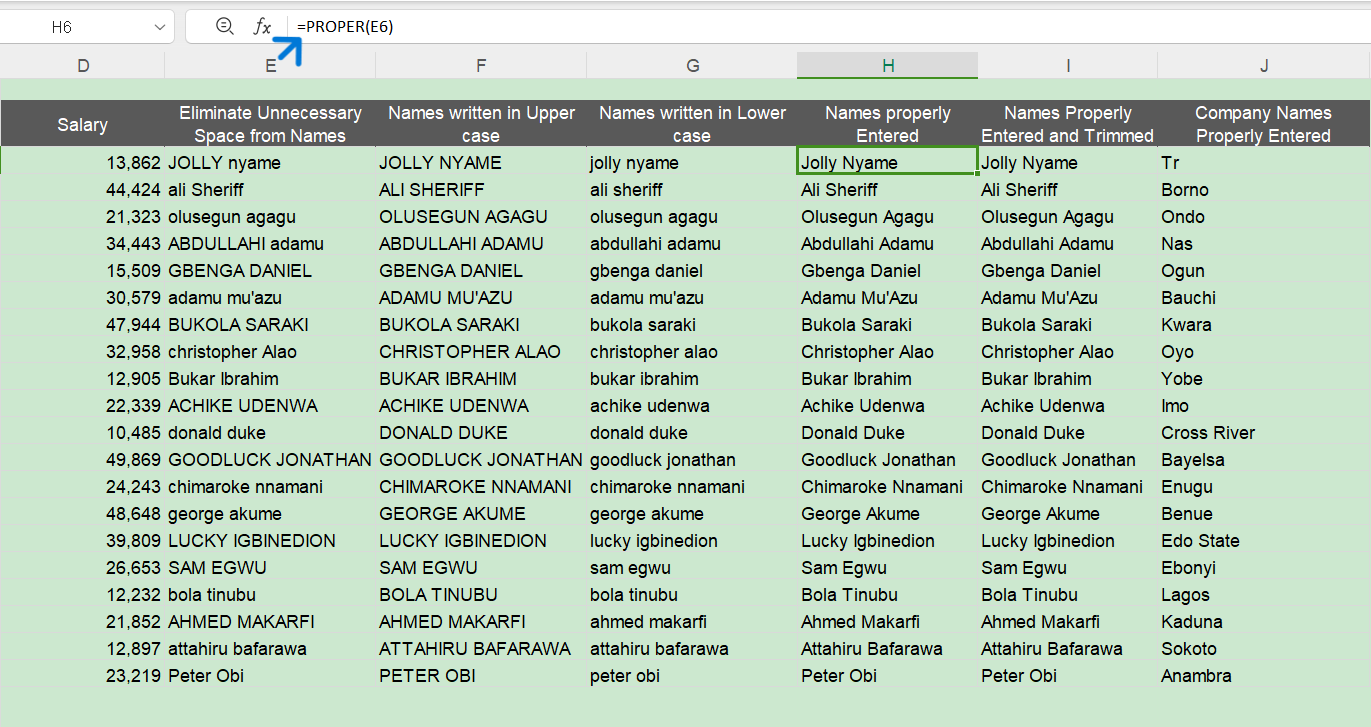 H6 fx =PROPER(E6)
D E F G H I J
Salary Eliminate Unnecessary Space from Names Names written in Upper case Names written in Lower case Names properly Entered Names Properly Entered and Trimmed Company Names Properly Entered
13,862 JOLLY nyame JOLLY NYAME jolly nyame Jolly Nyame Jolly Nyame Tr
44,424 ali Sheriff ALI SHERIFF ali sheriff Ali Sheriff Ali Sheriff Borno
21,323 olusegun agagu OLUSEGUN AGAGU olusegun agagu Olusegun Agagu Olusegun Agagu Ondo
34,443 ABDULLAHI adamu ABDULLAHI ADAMU abdullahi adamu Abdullahi Adamu Abdullahi Adamu Nas
15,509 GBENGA DANIEL GBENGA DANIEL gbenga daniel Gbenga Daniel Gbenga Daniel Ogun
30,579 adamu mu'azu ADAMU MU'AZU adamu mu'azu Adamu Mu'Azu Adamu Mu'Azu Bauchi
47,944 BUKOLA SARAKI BUKOLA SARAKI bukola saraki Bukola Saraki Bukola Saraki Kwara
32,958 christopher Alao CHRISTOPHER ALAO christopher alao Christopher Alao Christopher Alao Oyo
12,905 Bukar Ibrahim BUKAR IBRAHIM bukar ibrahim Bukar Ibrahim Bukar Ibrahim Yobe
22,339 ACHIKE UDENWA ACHIKE UDENWA achike udenwa Achike Udenwa Achike Udenwa Imo
10,485 donald duke DONALD DUKE donald duke Donald Duke Donald Duke Cross River
49,869 GOODLUCK JONATHAN GOODLUCK JONATHAN goodluck jonathan Goodluck Jonathan Goodluck Jonathan Bayelsa
24,243 chimaroke nnamani CHIMAROKE NNAMANI chimaroke nnamani Chimaroke Nnamani Chimaroke Nnamani Enugu
48,648 george akume GEORGE AKUME george akume George Akume George Akume Benue
39,809 LUCKY IGBINEDION LUCKY IGBINEDION lucky igbinedion Lucky Igbinedion Lucky Igbinedion Edo State
26,653 SAM EGWU SAM EGWU sam egwu Sam Egwu Sam Egwu Ebonyi
12,232 bola tinubu BOLA TINUBU bola tinubu Bola Tinubu Bola Tinubu Lagos
21,852 AHMED MAKARFI AHMED MAKARFI ahmed makarfi Ahmed Makarfi Ahmed Makarfi Kaduna
12,897 attahiru bafarawa ATTAHIRU BAFARAWA attahiru bafarawa Attahiru Bafarawa Attahiru Bafarawa Sokoto
23,219 Peter Obi PETER OBI peter obi Peter Obi Peter Obi Anambra